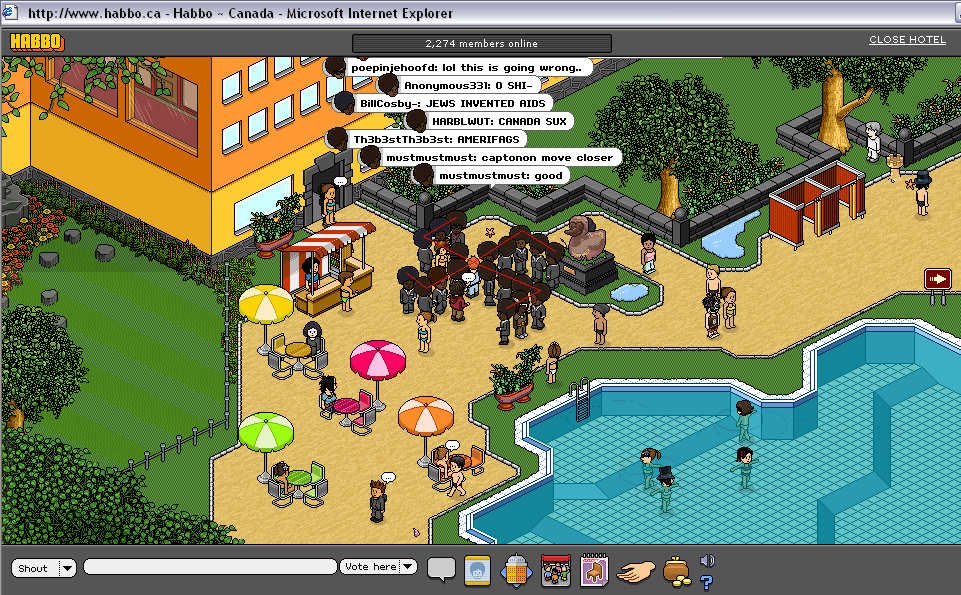 http://www.habbo.ca - Habbo ~ Canada - Microsoft Internet Explorer
HABBO
2,274 members online
CLOSE HOTEL
poepinjehoofd: lol this is going wrong..
Anonymous331: O SHI-
BillCosby-: JEWS INVENTED AIDS
HARBLWUT: CANADA SUX
Th3b3stTh3b3st: AMERIFAGS
mustmustmust: captonon move closer
mustmustmust: good
...
...
...
...
Shout
Vote here
?